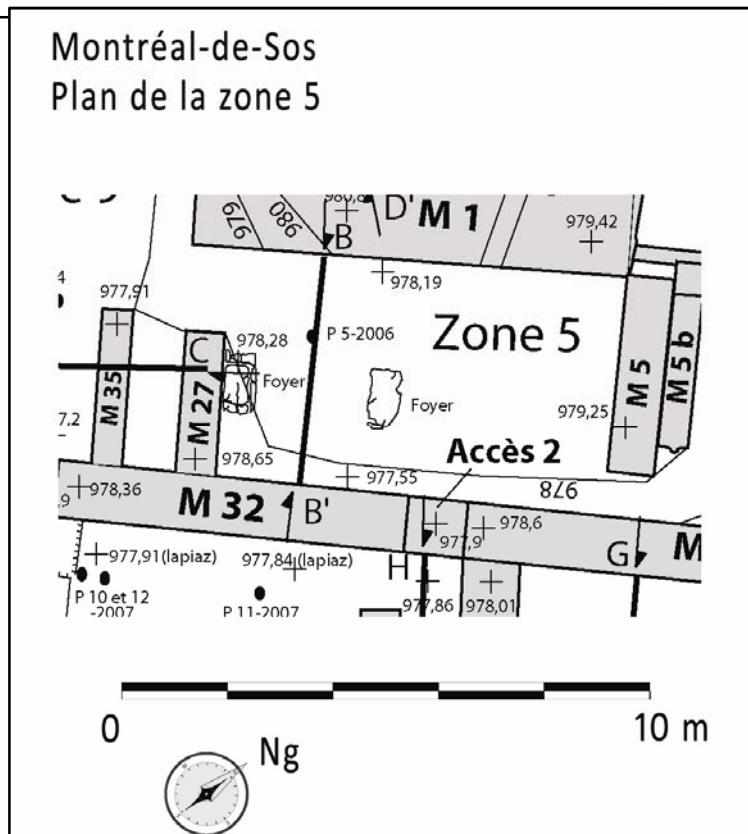 Montréal-de-Sos
Plan de la zone 5
979
980
B
D'
M 1
979,42
977,91
978,19
978,28
P 5-2006
Zone 5
M 5
M 5 b
M 35
C
M 27
Foyer
Foyer
979,25
978,65
Accès 2
977,55
978
978,36
M 32
B'
977,9
978,6
G
M
977,91(lapiaz)
977,84(lapiaz)
H
P 10 et 12
-2007
P 11-2007
977,86
978,01
0
10 m
Ng